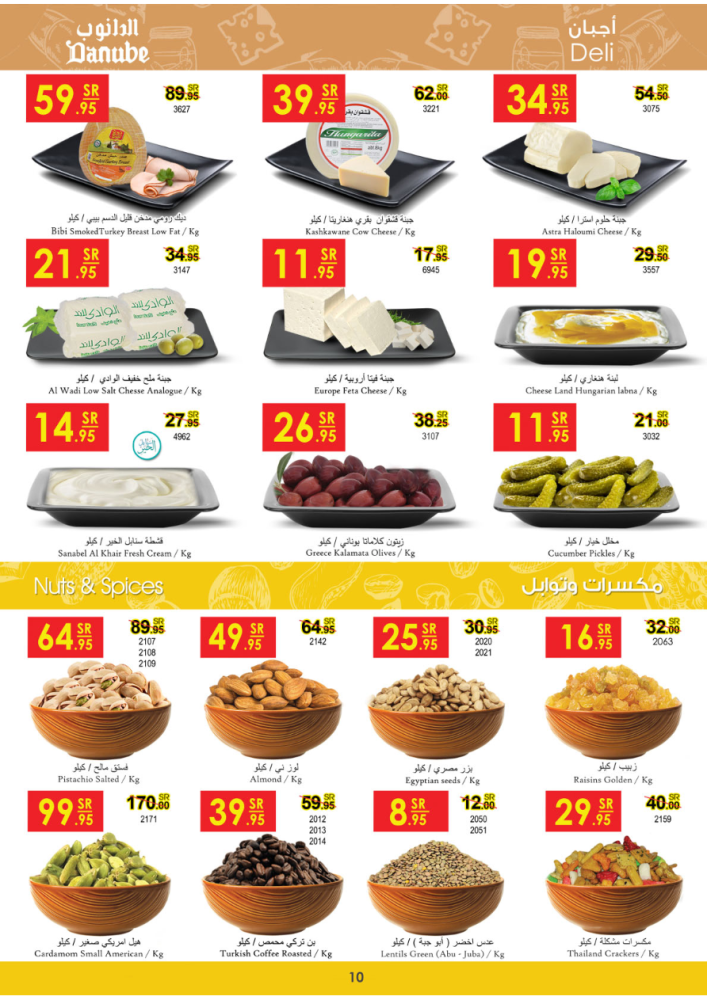 الدانوب
Danube
أجبان
Deli
59 SR .95
89.95 SR
3627
39 SR .95
62.00 SR
3221
34 SR .95
54.50 SR
3075
ديك رومي مدخن قليل الدسم بيبي / كيلو
Bibi SmokedTurkey Breast Low Fat / Kg
جبنة قشقوان بقري هنغاريتا / كيلو
Kashkawane Cow Cheese / Kg
جبنة حلوم استرا / كيلو
Astra Haloumi Cheese / Kg
21 SR .95
34.95 SR
3147
11 SR .95
17.95 SR
6945
19 SR .95
29.50 SR
3557
جبنة ملح خفيف الوادي / كيلو
Al Wadi Low Salt Chesse Analogue / Kg
جبنة فيتا أروبية / كيلو
Europe Feta Cheese / Kg
لبنة هنغاري / كيلو
Cheese Land Hungarian labna / Kg
14 SR .95
27.95 SR
4962
26 SR .95
38.25 SR
3107
11 SR .95
21.00 SR
3032
قشطة سنابل الخير / كيلو
Sanabel Al Khair Fresh Cream / Kg
زيتون كلاماتا يوناني / كيلو
Greece Kalamata Olives / Kg
مخلل خيار / كيلو
Cucumber Pickles / Kg
Nuts & Spices
مكسرات وتوابل
64 SR .95
89.95 SR
2107
2108
2109
49 SR .95
64.95 SR
2142
25 SR .95
30.95 SR
2020
2021
16 SR .95
32.00 SR
2063
فستق مالح / كيلو
Pistachio Salted / Kg
لوز ني / كيلو
Almond / Kg
بزر مصري / كيلو
Egyptian seeds / Kg
زبيب / كيلو
Raisins Golden / Kg
99 SR .95
170.00 SR
2171
39 SR .95
59.95 SR
2012
2013
2014
8 SR .95
12.00 SR
2050
2051
29 SR .95
40.00 SR
2159
هيل امريكي صغير / كيلو
Cardamom Small American / Kg
بن تركي محمص / كيلو
Turkish Coffee Roasted / Kg
عدس اخضر ( أبو جبة ) / كيلو
Lentils Green (Abu - Juba) / Kg
مكسرات مشكلة / كيلو
Thailand Crackers / Kg
10